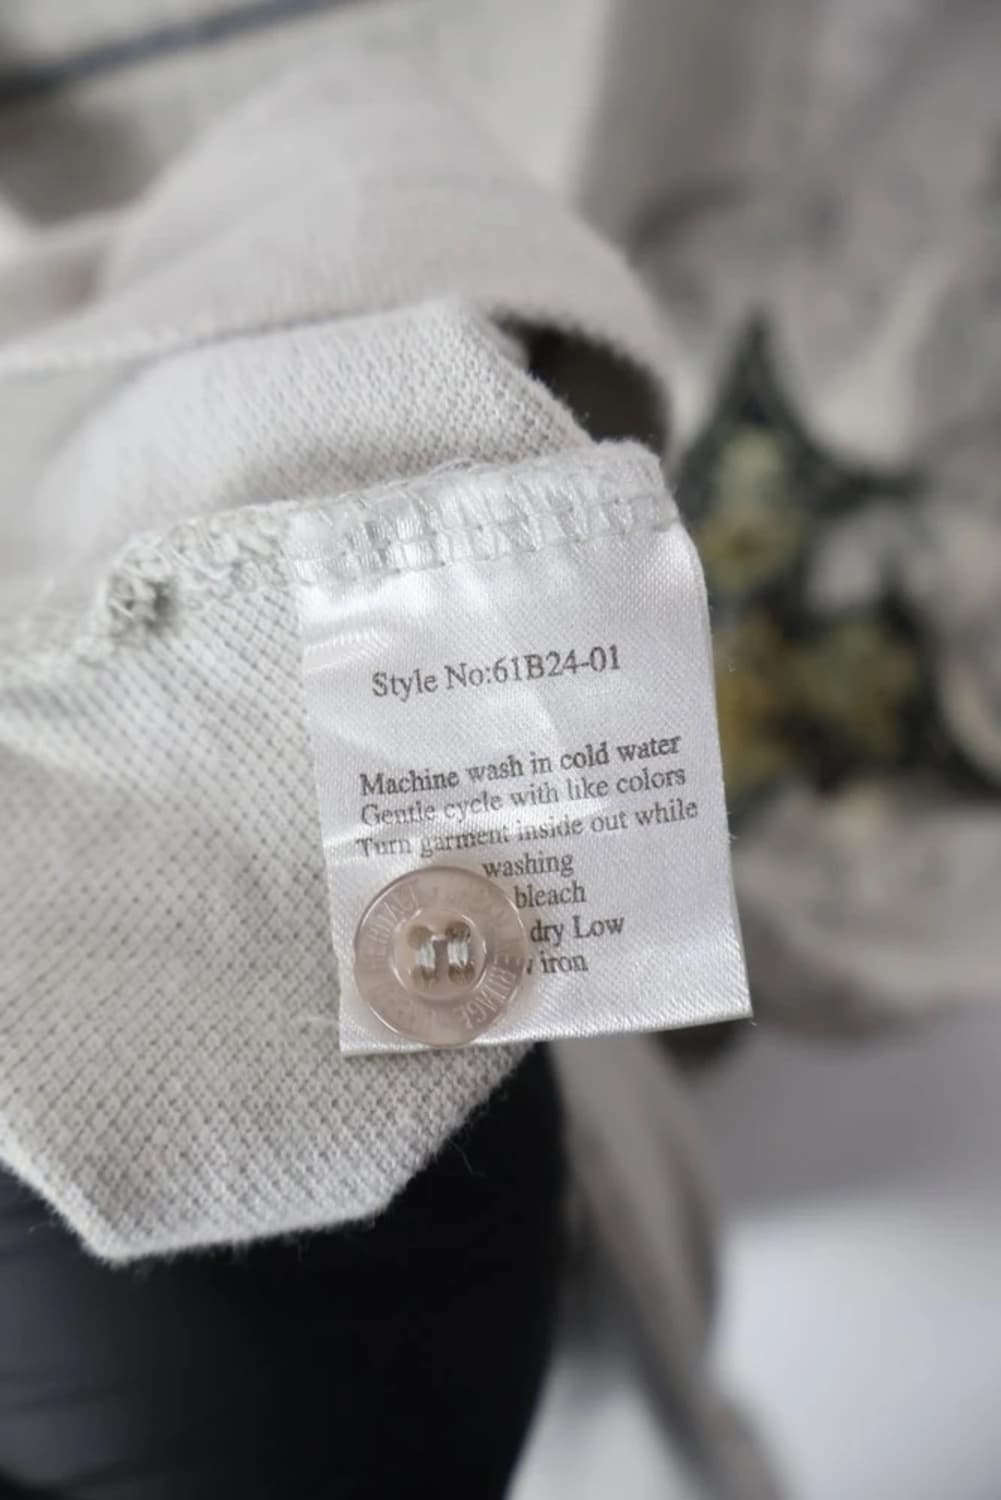 Style No:61B24-01
Machine wash in cold water
Gentle cycle with like colors
Turn garment inside out while
washing
bleach
dry Low
iron